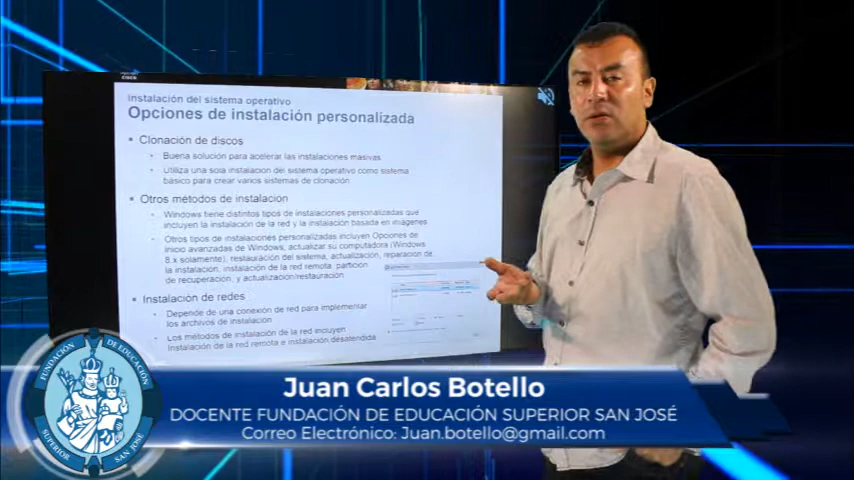 CISCO
Instalación del sistema operativo
Opciones de instalación personalizada
▪ Clonación de discos
• Buena solución para acelerar las instalaciones masivas
• Utiliza una sola instalación del sistema operativo como sistema
básico para crear varios sistemas de clonación.
▪ Otros métodos de instalación
• Windows tiene distintos tipos de instalaciones personalizadas que
incluyen la instalación de la red y la instalación basada en imágenes
• Otros tipos de instalaciones personalizadas incluyen Opciones de
inicio avanzadas de Windows, actualizar su computadora (Windows
8.x solamente), restauración del sistema, actualización, reparación de
la instalación, instalación de la red remota, partición
de recuperación, y actualización/restauración.
▪ Instalación de redes
• Depende de una conexión de red para implementar
los archivos de instalación
• Los métodos de instalación de la red incluyen
Instalación de la red remota e instalación desatendida
Juan Carlos Botello
DOCENTE FUNDACIÓN DE EDUCACIÓN SUPERIOR SAN JOSÉ
Correo Electrónico: Juan.botello@gmail.com
FUNDACIÓN DE EDUCACIÓN
SUPERIOR SAN JOSÉ